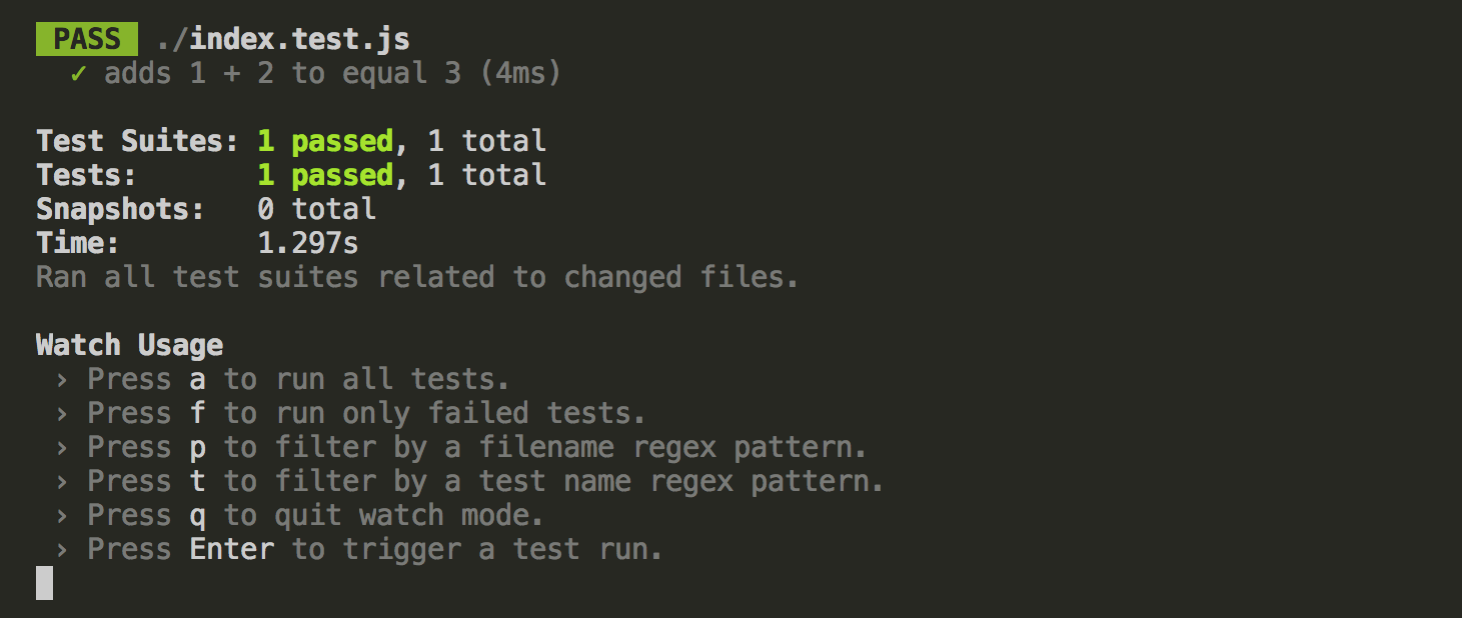 PASS ./index.test.js
✓ adds 1 + 2 to equal 3 (4ms)
Test Suites: 1 passed, 1 total
Tests: 1 passed, 1 total
Snapshots: 0 total
Time: 1.297s
Ran all test suites related to changed files.
Watch Usage
› Press a to run all tests.
› Press f to run only failed tests.
› Press p to filter by a filename regex pattern.
› Press t to filter by a test name regex pattern.
› Press q to quit watch mode.
› Press Enter to trigger a test run.